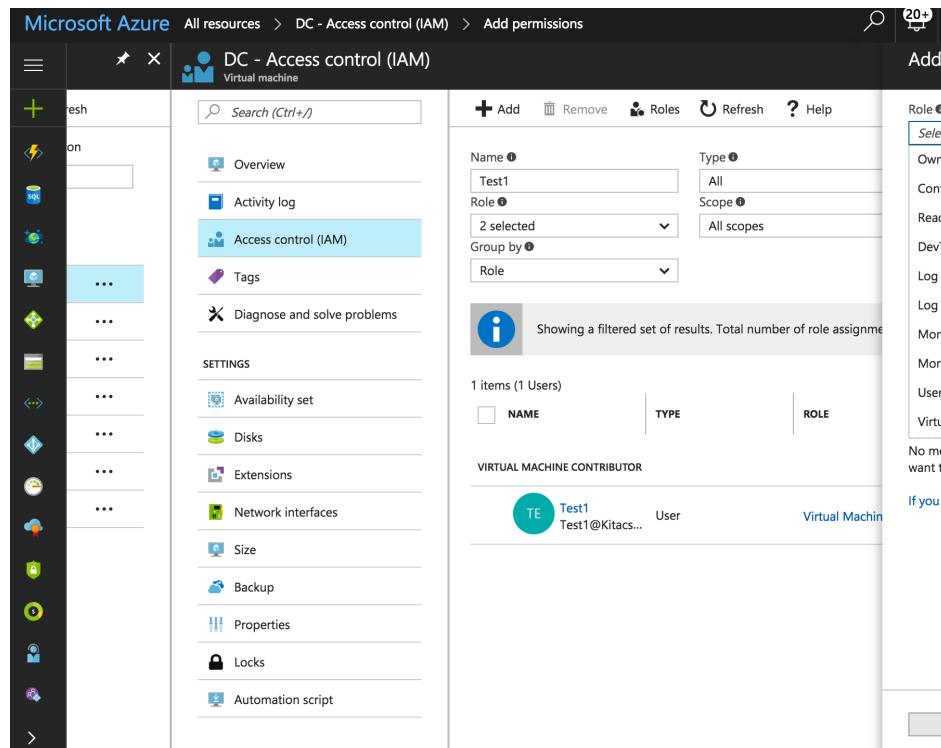 Microsoft Azure All resources > DC - Access control (IAM) > Add permissions
20+
DC - Access control (IAM)
Virtual machine
Add
esh
on
Search (Ctrl+/)
Overview
Activity log
Access control (IAM)
Tags
Diagnose and solve problems
SETTINGS
Availability set
Disks
Extensions
Network interfaces
Size
Backup
Properties
Locks
Automation script
Add Remove Roles Refresh ? Help
Name Type
Test1 All
Role Scope
2 selected All scopes
Group by
Role
Showing a filtered set of results. Total number of role assignme
1 items (1 Users)
NAME TYPE ROLE
VIRTUAL MACHINE CONTRIBUTOR
TE Test1 User Virtual Machin
Test1@Kitacs...
Role
Sele
Own
Con
Read
Dev
Log
Log
Mon
Mon
User
Virtu
No me
want t
If you
SQL